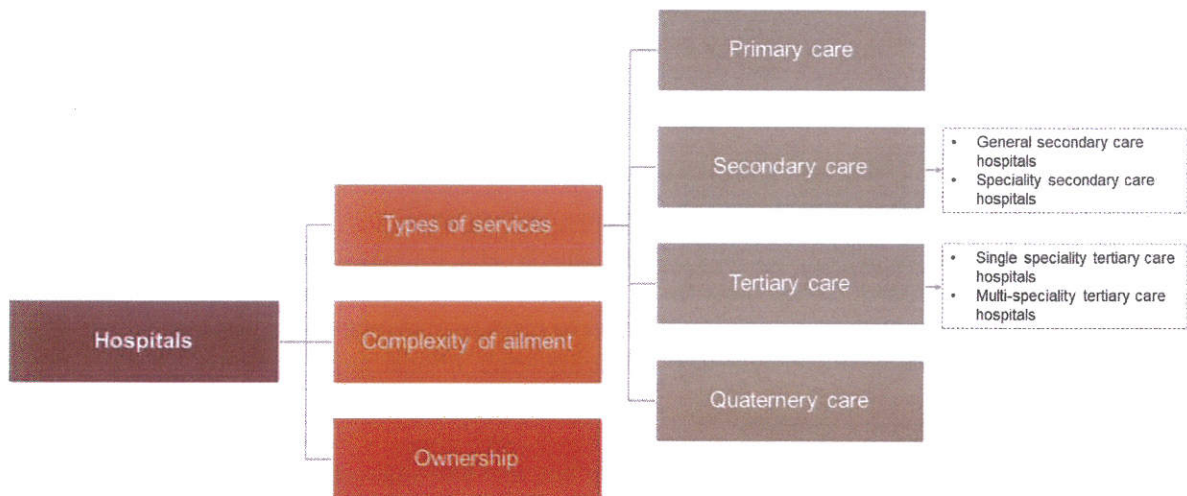 Hospitals
Types of services
Complexity of ailment
Ownership
Primary care
Secondary care
Tertiary care
Quaternery care
• General secondary care
hospitals
• Speciality secondary care
hospitals
• Single speciality tertiary care
hospitals
• Multi-speciality tertiary care
hospitals